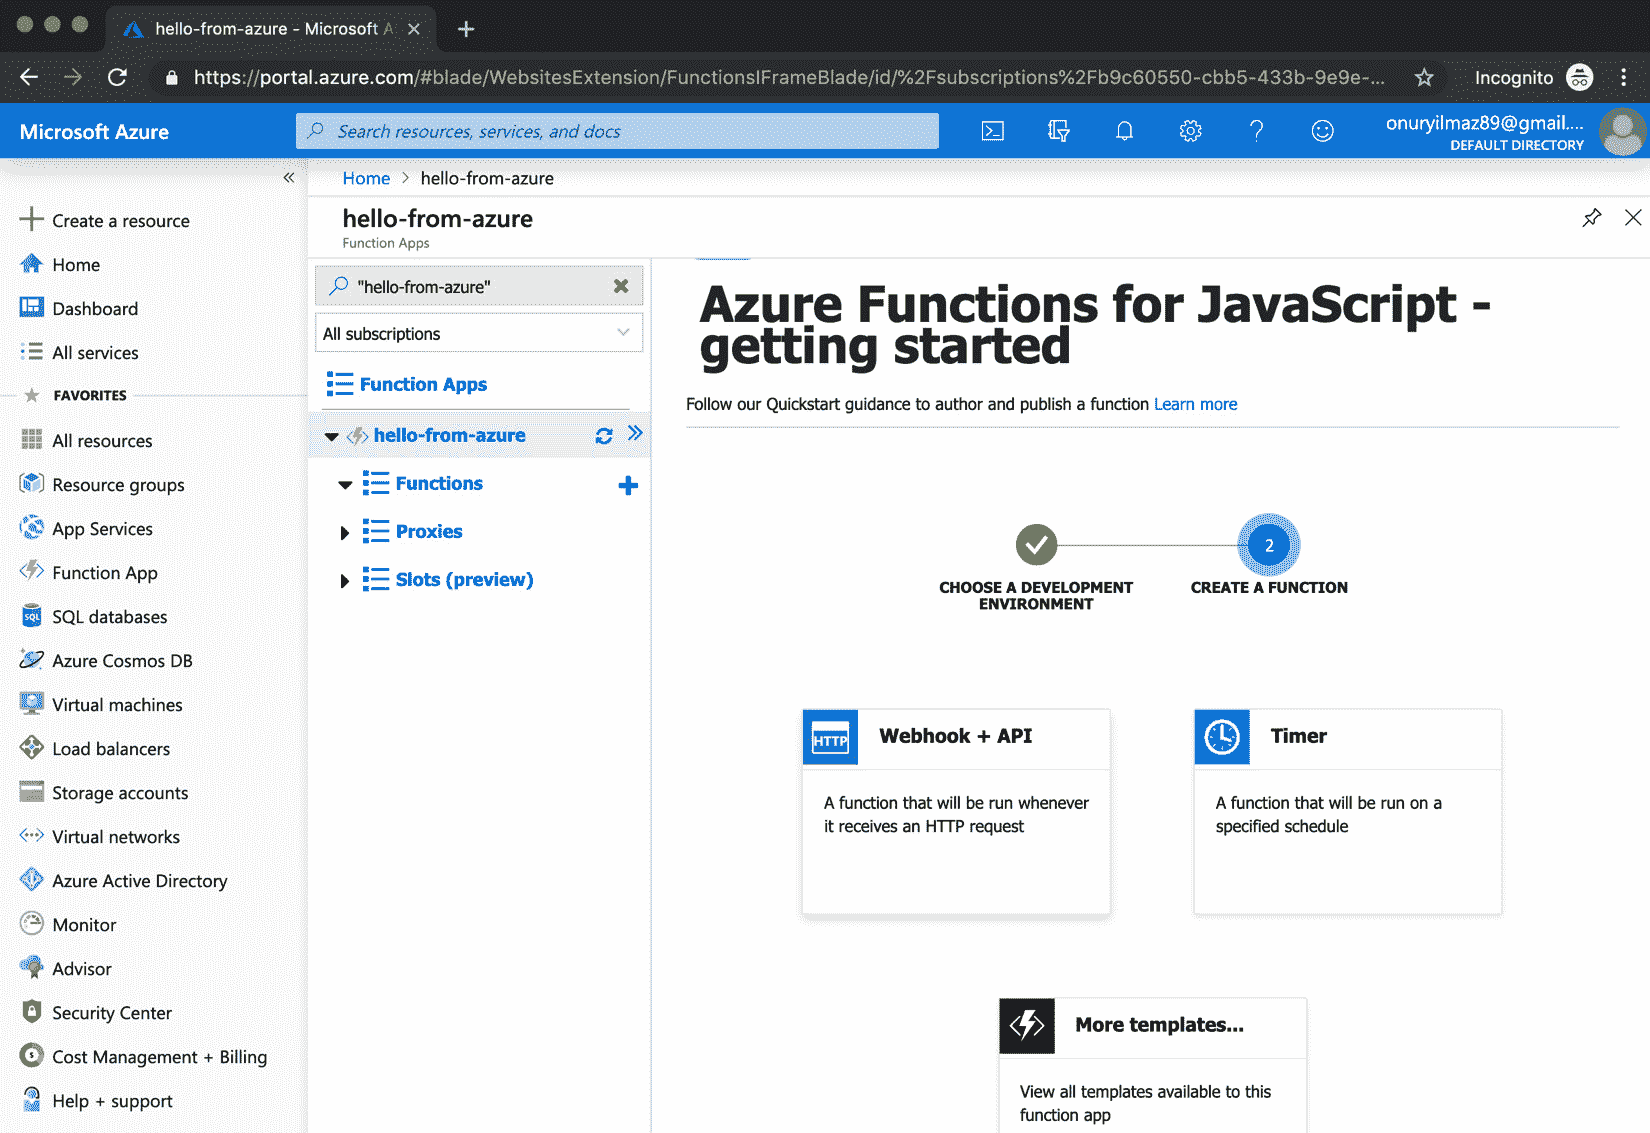 hello-from-azure - Microsoft A
https://portal.azure.com/#blade/WebsitesExtension/FunctionsIFrameBlade/id/%2Fsubscriptions%2Fb9c60550-cbb5-433b-9e9e-...
Incognito
Microsoft Azure
Search resources, services, and docs
onuryilmaz89@gmail....
DEFAULT DIRECTORY
Home > hello-from-azure
Create a resource
Home
Dashboard
All services
FAVORITES
All resources
Resource groups
App Services
Function App
SQL
SQL databases
Azure Cosmos DB
Virtual machines
Load balancers
Storage accounts
Virtual networks
Azure Active Directory
Monitor
Advisor
Security Center
Cost Management + Billing
Help + support
hello-from-azure
Function Apps
"hello-from-azure"
All subscriptions
Function Apps
hello-from-azure
Functions
Proxies
Slots (preview)
Azure Functions for JavaScript -
getting started
Follow our Quickstart guidance to author and publish a function Learn more
CHOOSE A DEVELOPMENT
ENVIRONMENT
2
CREATE A FUNCTION
HTTP
Webhook + API
A function that will be run whenever
it receives an HTTP request
Timer
A function that will be run on a
specified schedule
More templates...
View all templates available to this
function app